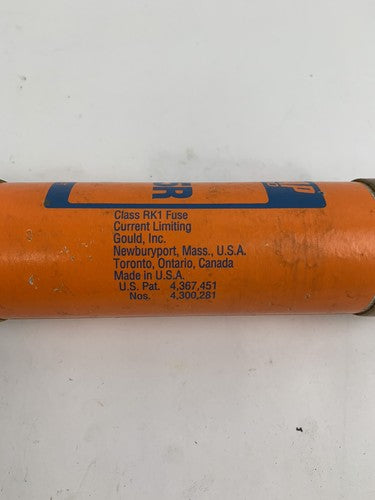 5R
Class RK1 Fuse
Current Limiting
Gould, Inc.
Newburyport, Mass., U.S.A.
Toronto, Ontario, Canada
Made in U.S.A.
U.S. Pat. 4,367,451
Nos. 4,300,281